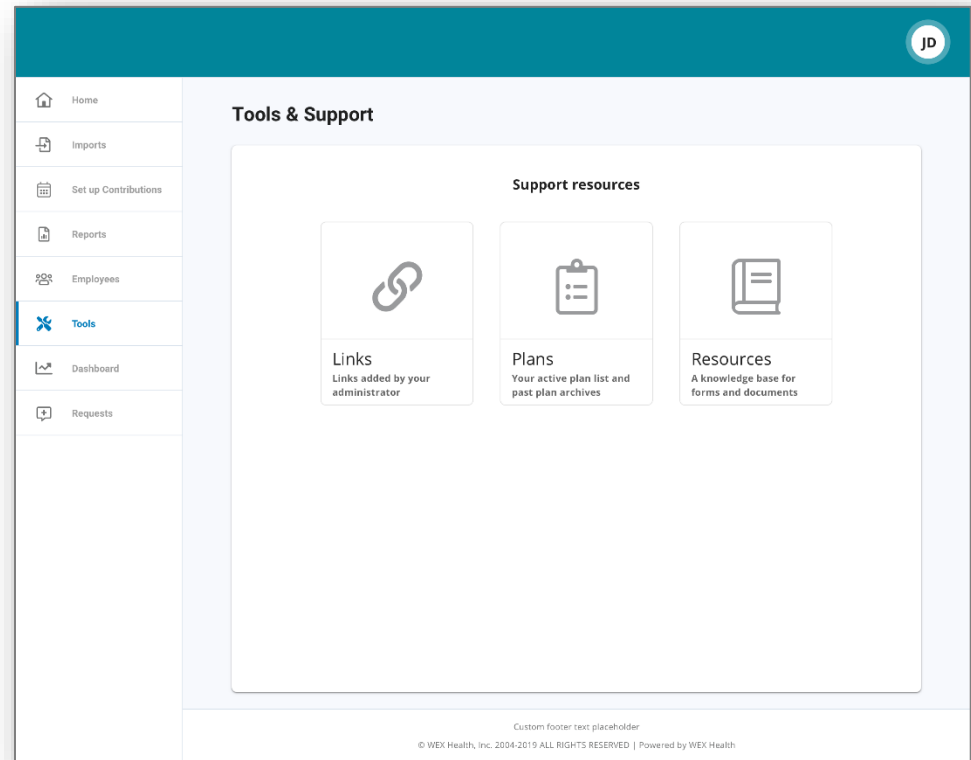 JD
Home
Imports
Set up Contributions
Reports
Employees
Tools
Dashboard
Requests
Tools & Support
Support resources
Links
Links added by your
administrator
Plans
Your active plan list and
past plan archives
Resources
A knowledge base for
forms and documents
Custom footer text placeholder
© WEX Health, Inc. 2004-2019 ALL RIGHTS RESERVED | Powered by WEX Health